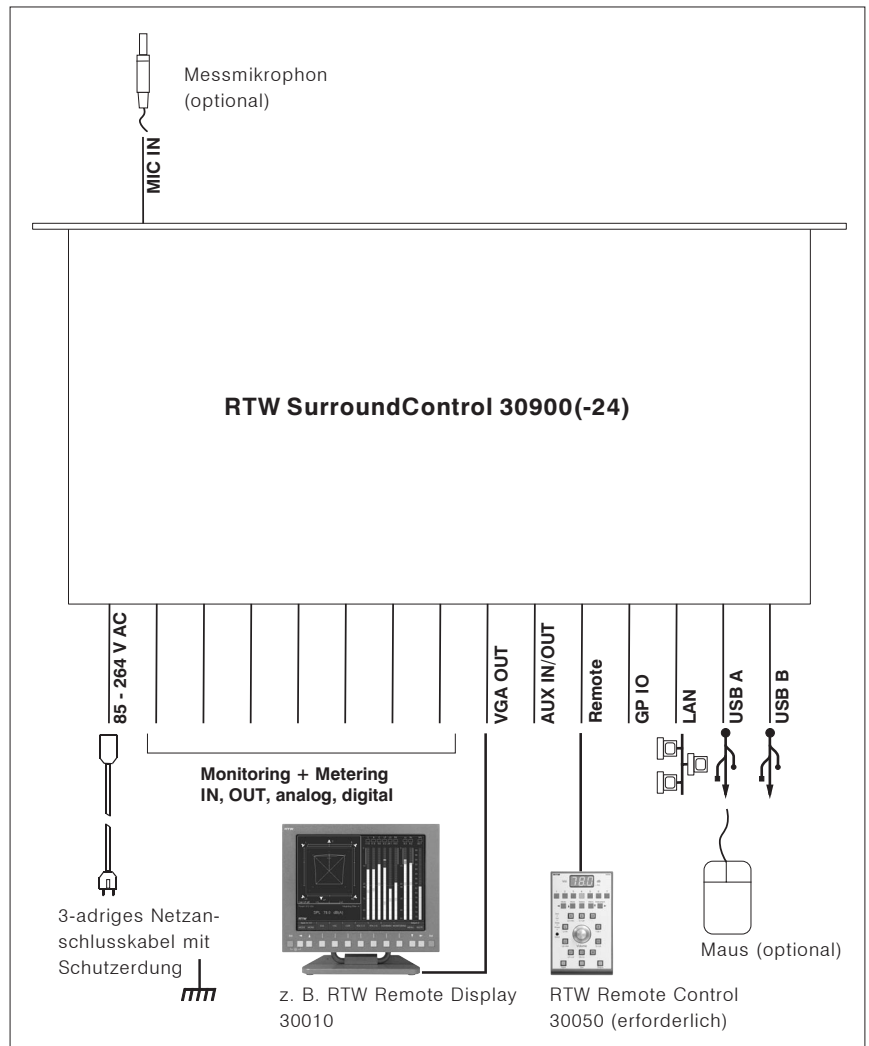 Messmikrophon
(optional)
MIC IN
RTW SurroundControl 30900(-24)
85 - 264 V AC
VGA OUT
AUX IN/OUT
Remote
GP IO
LAN
USB A
USB B
Monitoring + Metering
IN, OUT, analog, digital
3-adriges Netzan-
schlusskabel mit
Schutzerdung
z. B. RTW Remote Display
30010
RTW Remote Control
30050 (erforderlich)
Maus (optional)